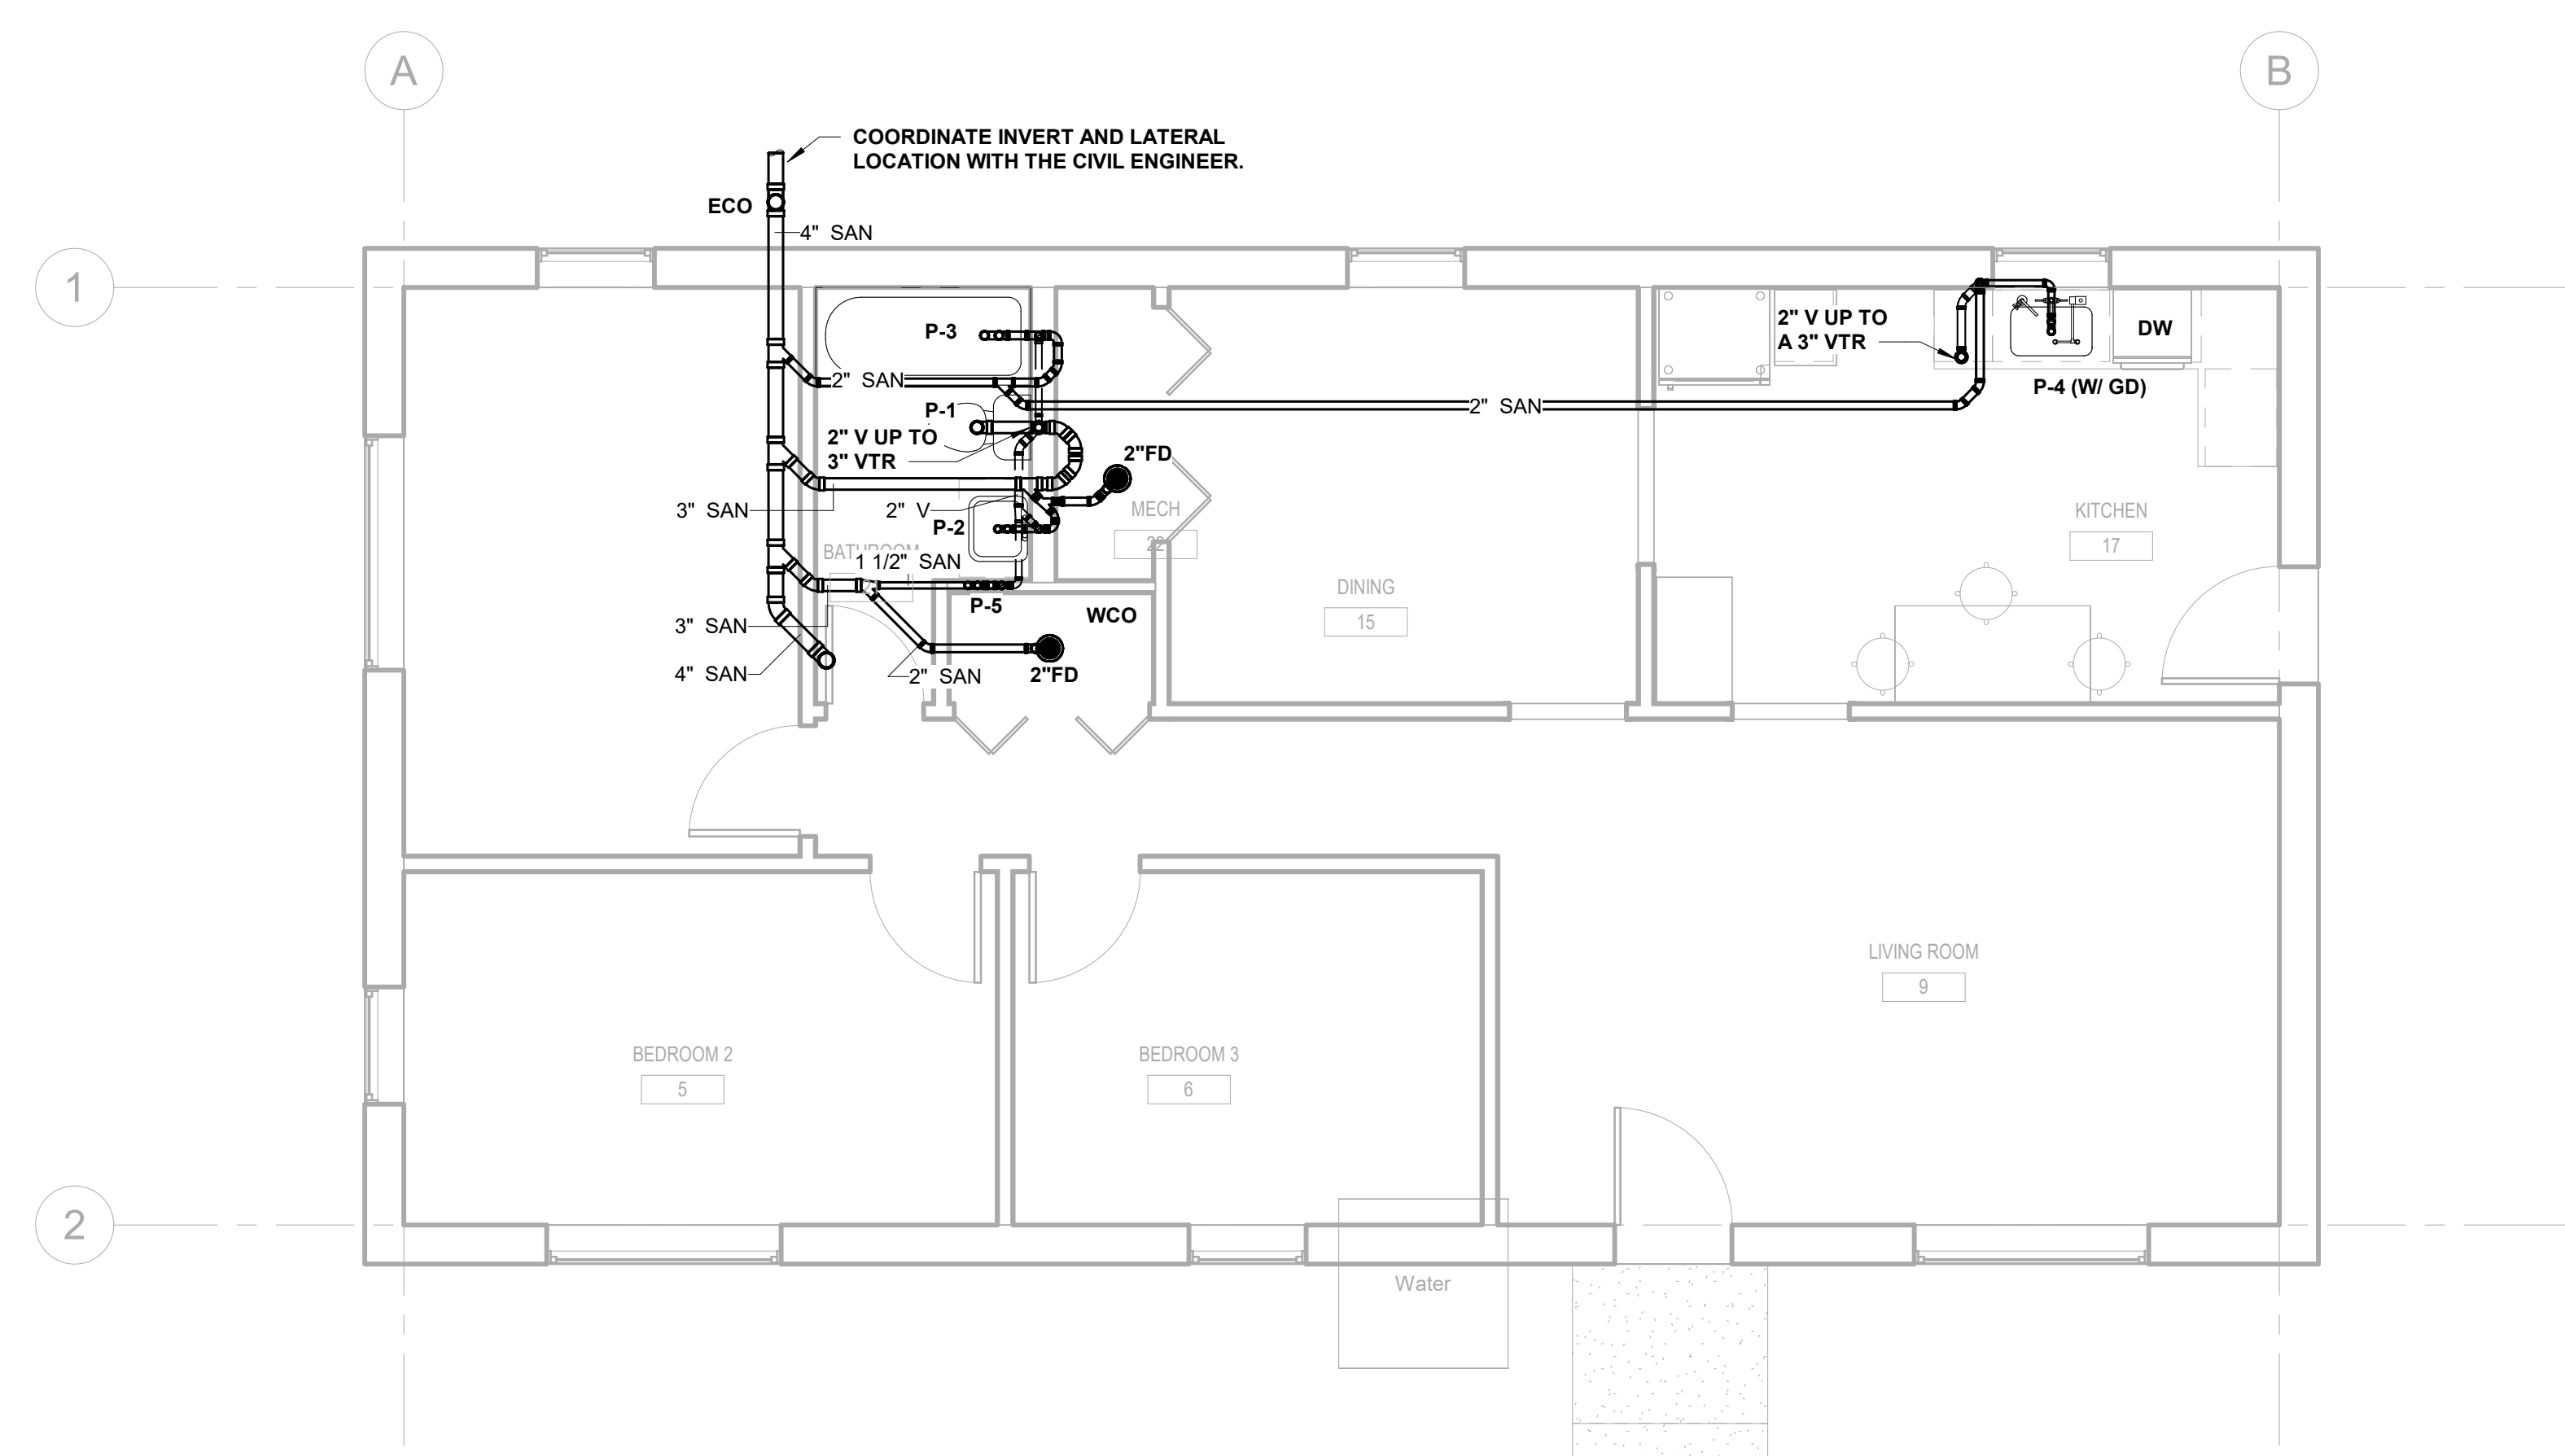 A
B
COORDINATE INVERT AND LATERAL
LOCATION WITH THE CIVIL ENGINEER.
ECO
4" SAN
1
P-3
2" V UP TO
A 3" VTR
DW
2" SAN
P-4 (W/ GD)
P-1
2" SAN
2" V UP TO
3" VTR
2"FD
3" SAN
2" V
P-2
MECH
22
KITCHEN
17
BATHROOM
1 1/2" SAN
DINING
15
P-5
WCO
3" SAN
4" SAN
2" SAN
2"FD
LIVING ROOM
9
BEDROOM 2
5
BEDROOM 3
6
2
Water